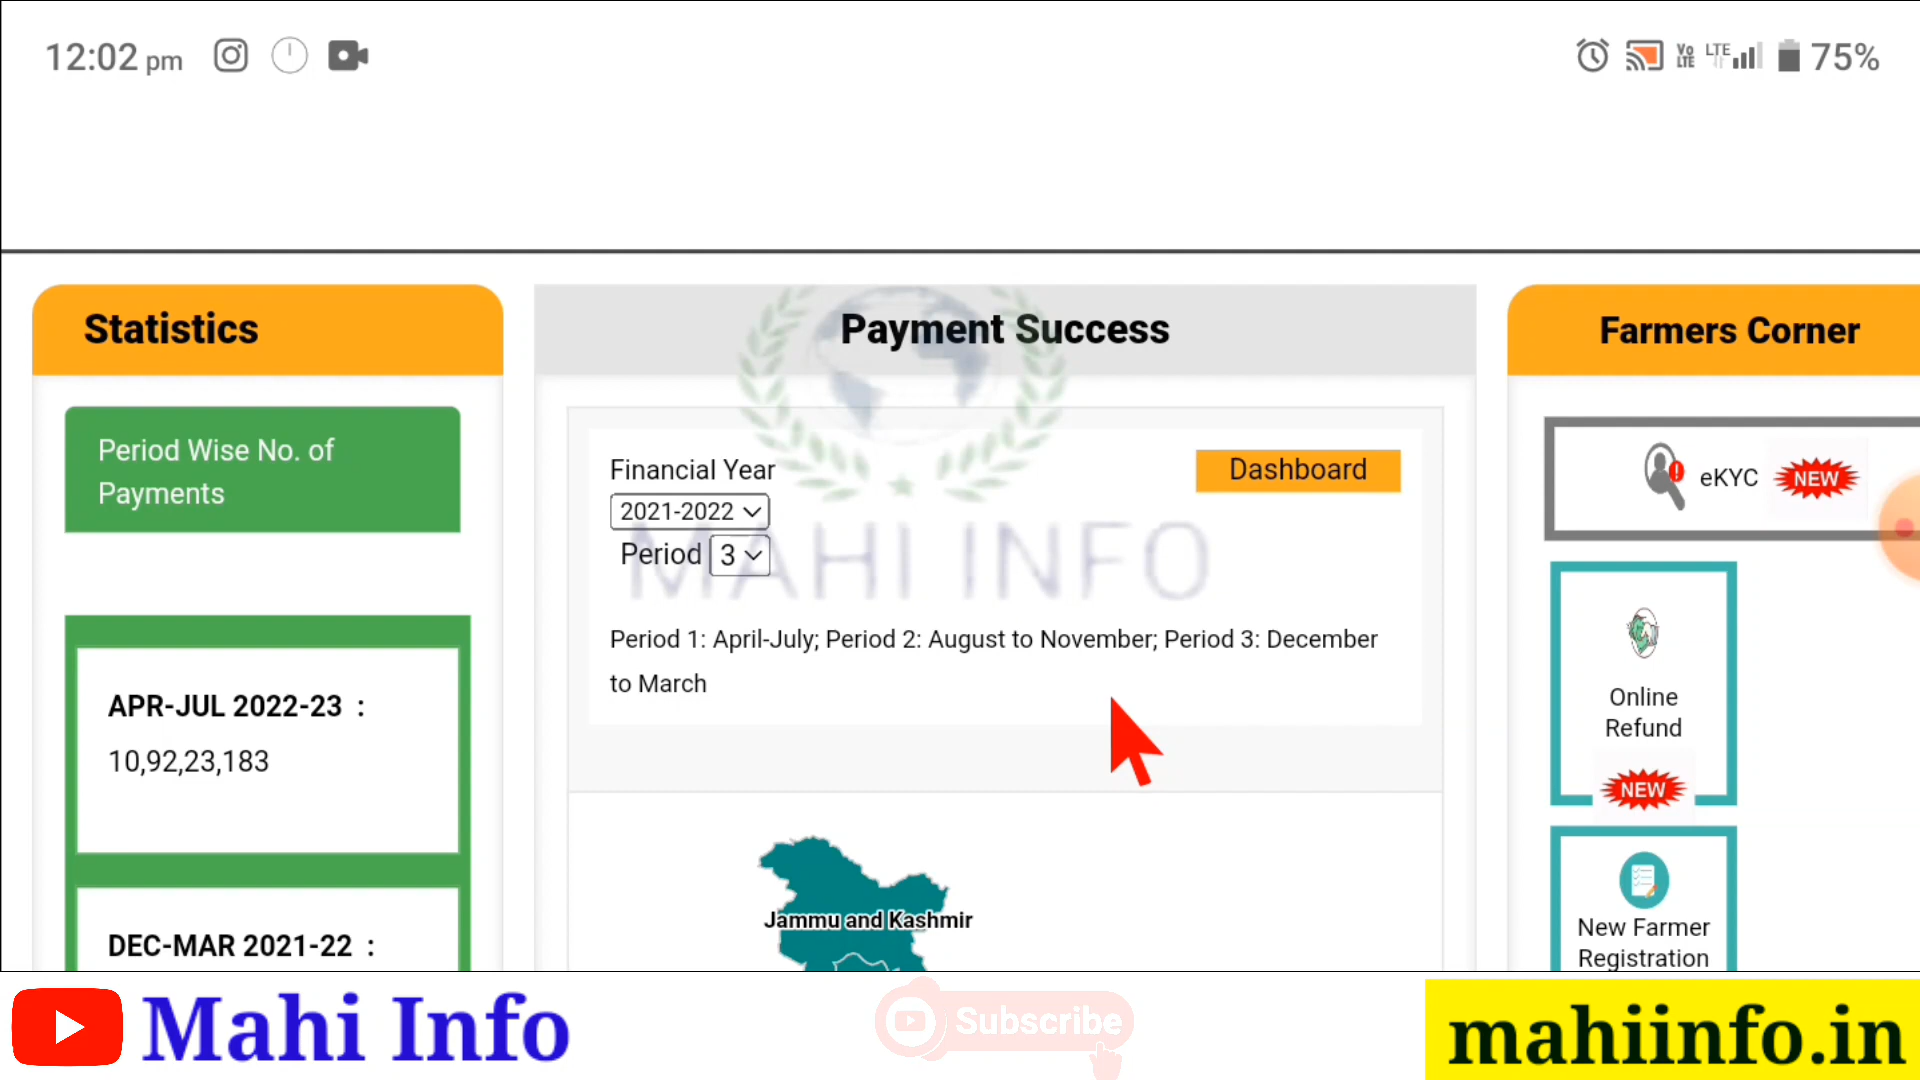 12:02 pm
Vo LTE LTE 75%
Statistics
Payment Success
Farmers Corner
Period Wise No. of
Payments
Financial Year
Dashboard
2021-2022
Period 3
MAHI INFO
Period 1: April-July; Period 2: August to November; Period 3: December
to March
eKYC NEW
APR-JUL 2022-23 :
10,92,23,183
Online
Refund
NEW
Jammu and Kashmir
DEC-MAR 2021-22 :
New Farmer
Registration
Mahi Info
Subscribe
mahiinfo.in